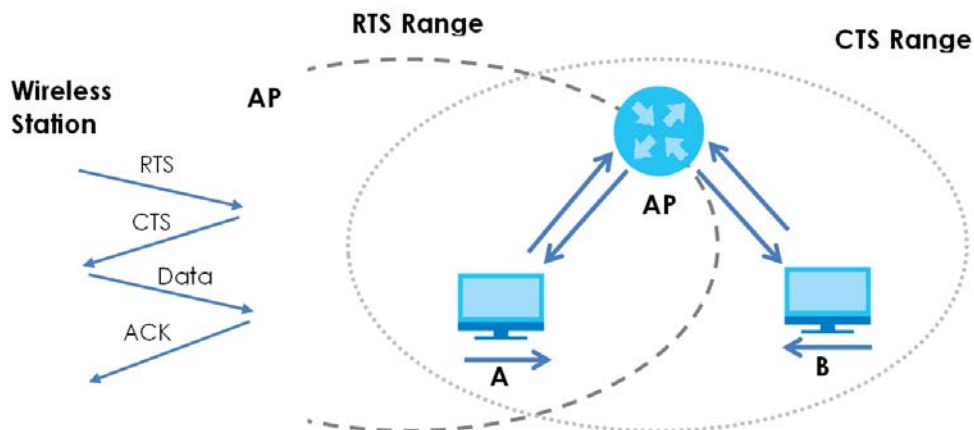 RTS Range
CTS Range
Wireless
Station
AP
RTS
CTS
Data
ACK
AP
A
B